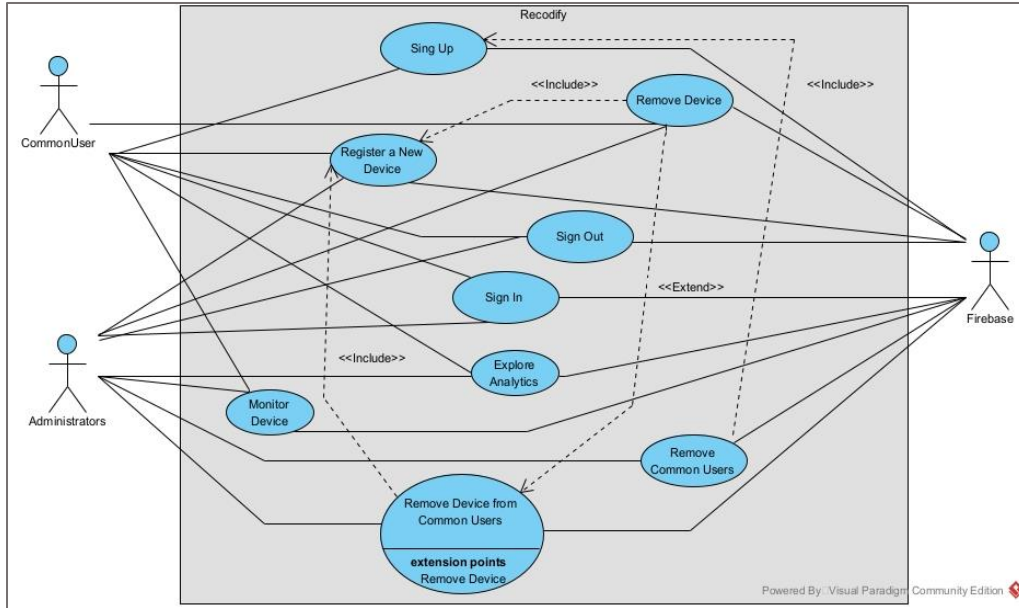 Recodify
Sing Up
<<Include>>
<<Include>>
Remove Device
CommonUser
Register a New
Device
Sign Out
Sign In
<<Extend>>
Firebase
<<Include>>
Explore
Analytics
Administrators
Monitor
Device
Remove
Common Users
Remove Device from
Common Users
extension points
Remove Device
Powered By Visual Paradigm Community Edition